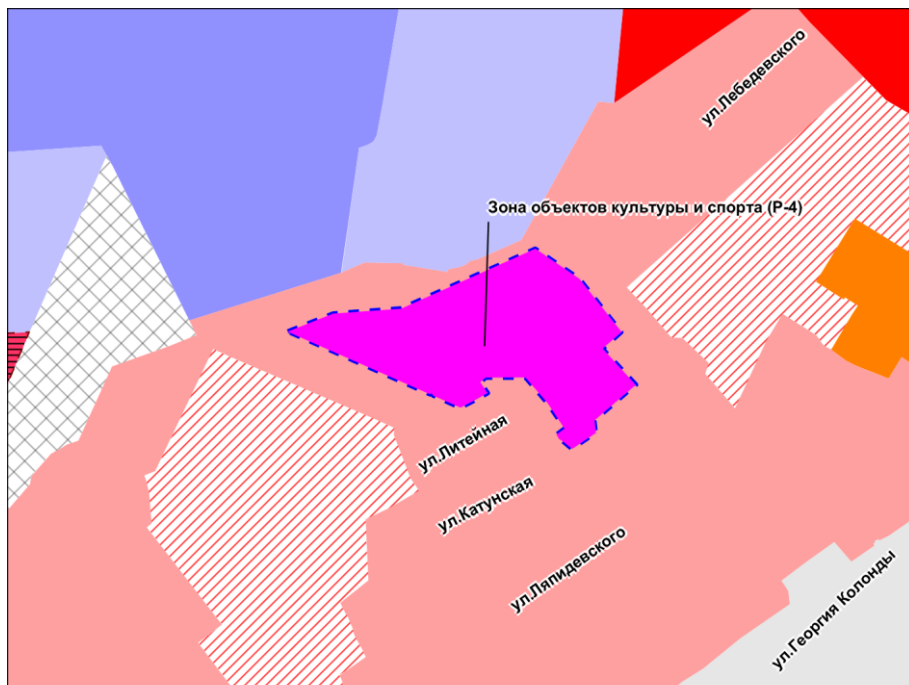 ул.Лебедевского
Зона объектов культуры и спорта (Р-4)
ул.Литейная
ул.Катунская
ул.Ляпидевского
ул.Георгия Колонды